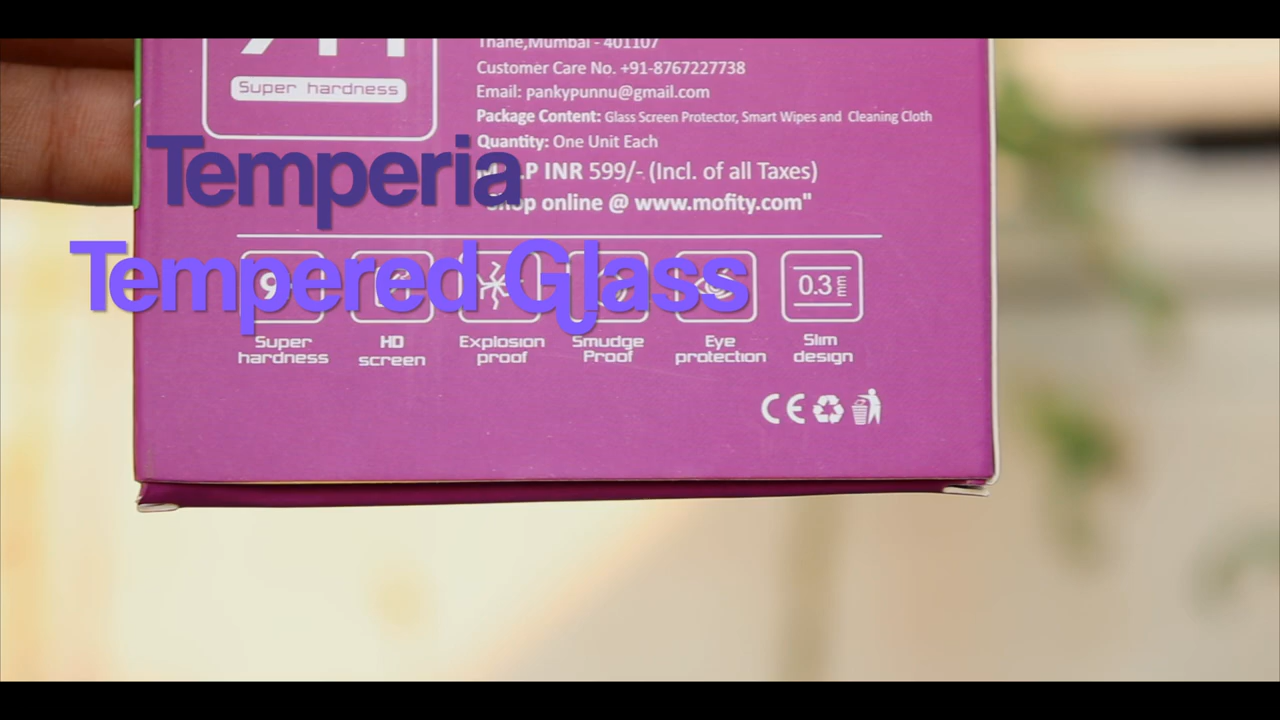 9H
Super hardness
Thane,Mumbai - 401107
Customer Care No. +91-8767227738
Email: pankypunnu@gmail.com
Package Content: Glass Screen Protector, Smart Wipes and Cleaning Cloth
Quantity: One Unit Each
INR 599/- (Incl. of all Taxes)
online @ www.mofity.com"
Temperia
Tempered Glass
0.3
Super hardness
HD screen
Explosion proof
Smudge Proof
Eye protection
Slim design
CE